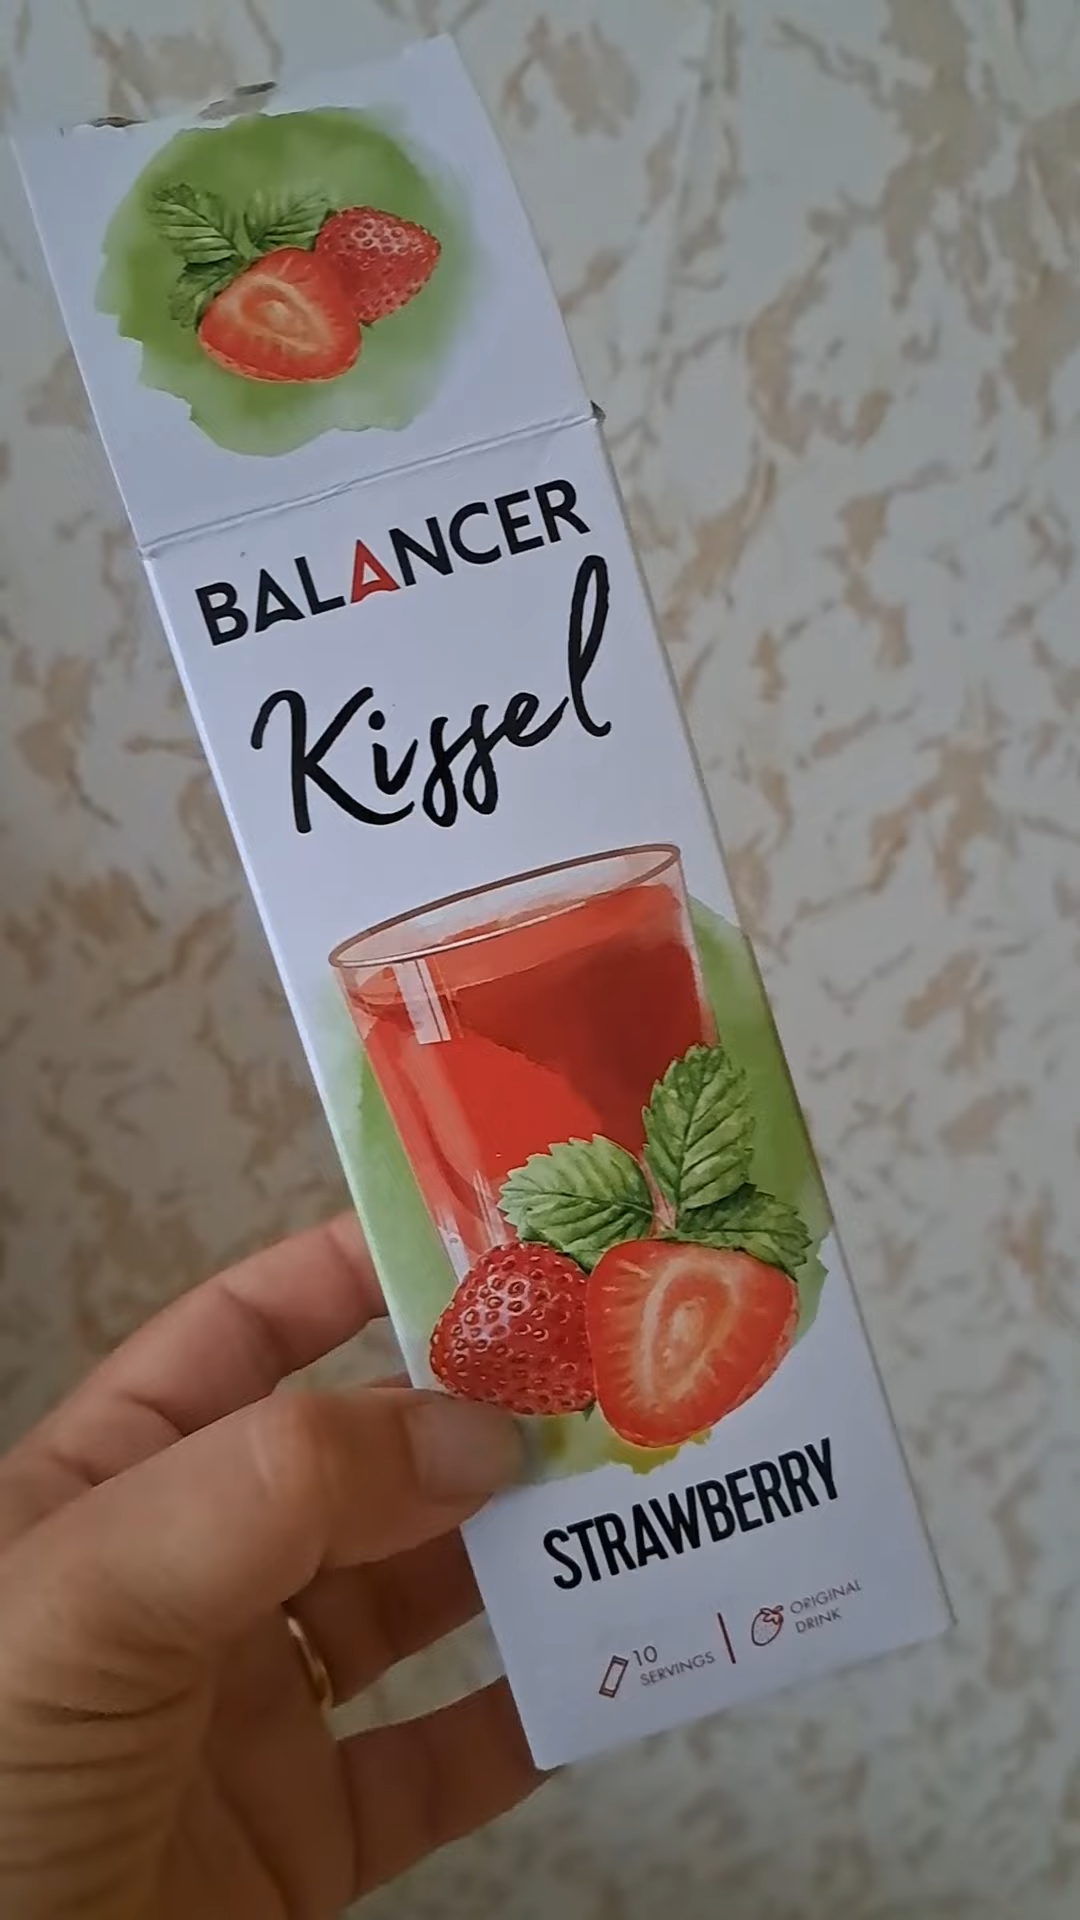 BALANCER
Kissel
STRAWBERRY
10
SERVINGS
ORIGINAL
DRINK